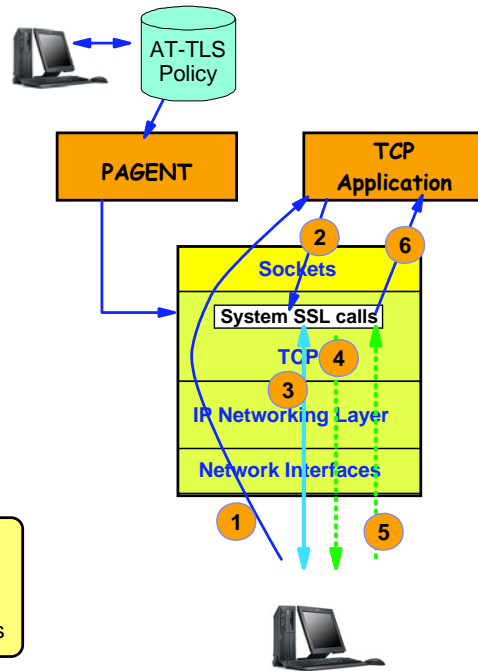 AT-TLS
Policy
PAGENT
TCP
Application
2
6
Sockets
System SSL calls
TCP
4
3
IP Networking Layer
Network Interfaces
1
5
s